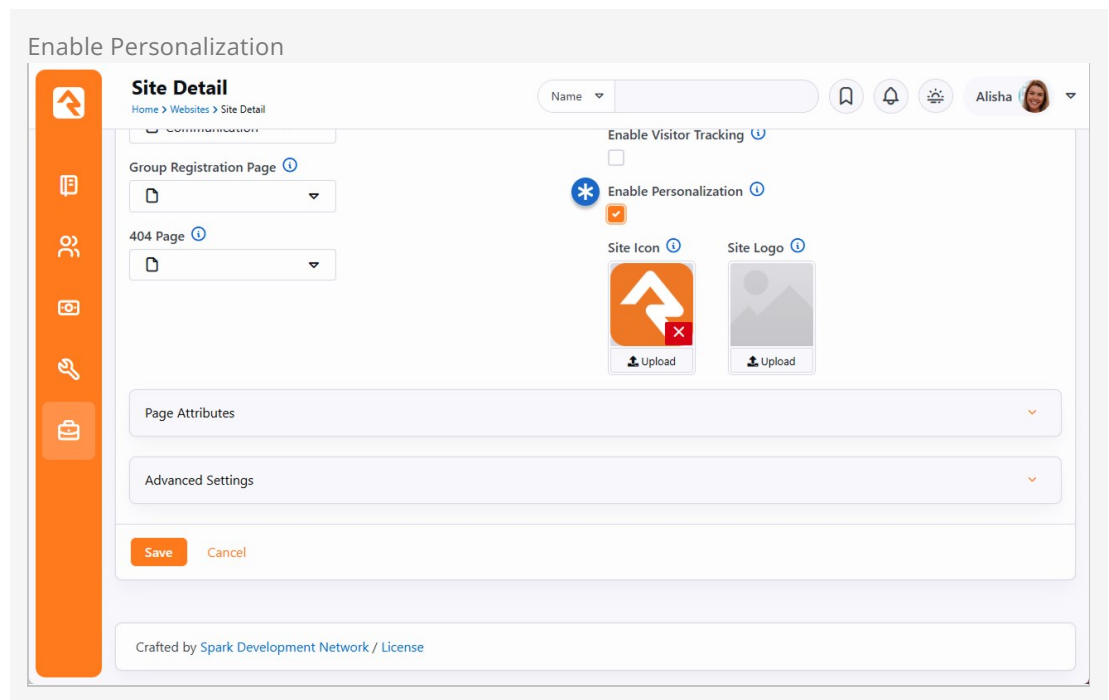 Enable Personalization
Site Detail
Home > Websites > Site Detail
Name
Alisha
Communication
Group Registration Page
404 Page
Enable Visitor Tracking
Enable Personalization
Site Icon
Site Logo
Upload
Upload
Page Attributes
Advanced Settings
Save
Cancel
Crafted by Spark Development Network / License